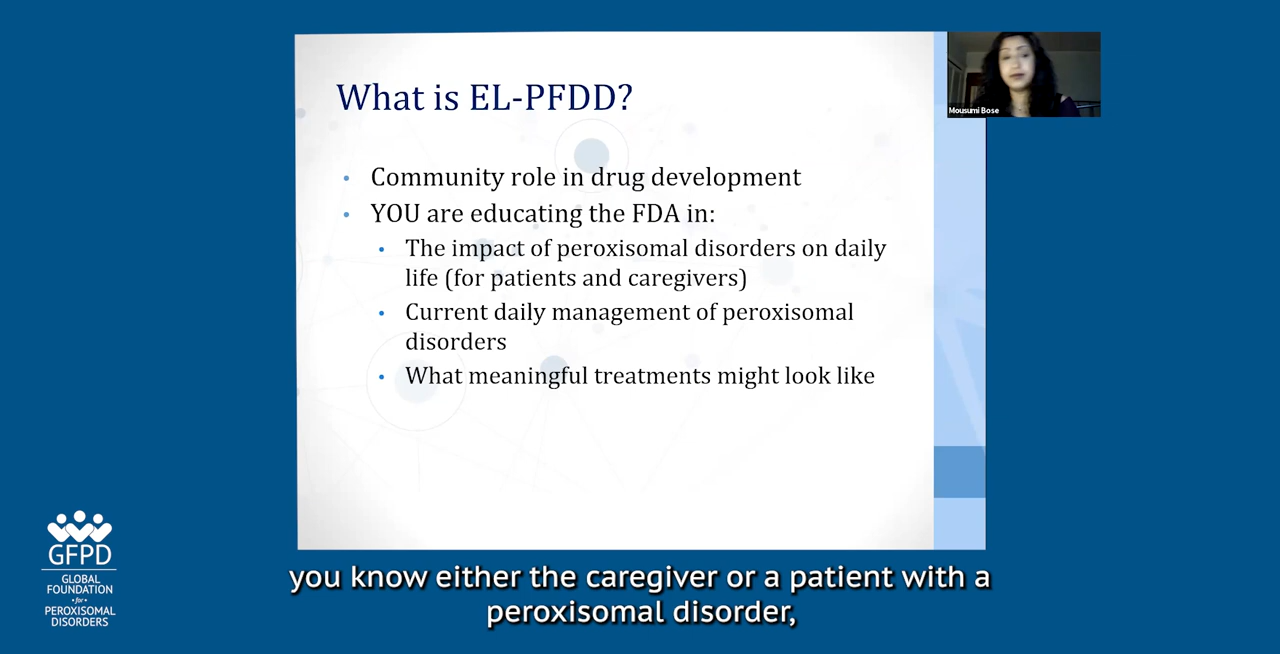 What is EL-PFDD?
Mousumi Bose
• Community role in drug development
• YOU are educating the FDA in:
• The impact of peroxisomal disorders on daily
life (for patients and caregivers)
• Current daily management of peroxisomal
disorders
• What meaningful treatments might look like
GFPD
GLOBAL
FOUNDATION
•for•
PEROXISOMAL
DISORDERS
you know either the caregiver or a patient with a
peroxisomal disorder,